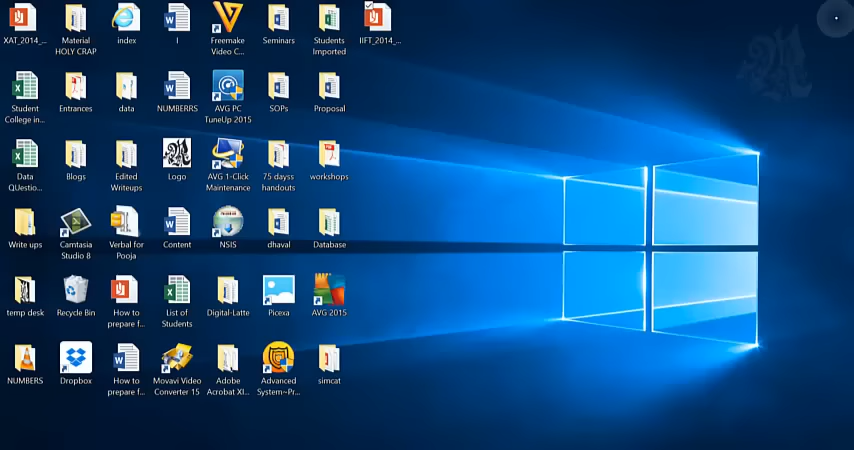 XAT_2014_...
Material
HOLY CRAP
index
I
Freemake
Video C...
Seminars
Students
Imported
IIFT_2014_...
Student
College in...
Entrances
data
NUMBERRS
AVG PC
TuneUp 2015
SOPs
Proposal
Data
QUestio...
Blogs
Edited
Writeups
Logo
AVG 1-Click
Maintenance
75 dayss
handouts
workshops
Write ups
Camtasia
Studio 8
Verbal for
Pooja
Content
NSIS
dhaval
Database
temp desk
Recycle Bin
How to
prepare f...
List of
Students
Digital-Latte
Picexa
AVG 2015
NUMBERS
Dropbox
How to
prepare f...
Movavi Video
Converter 15
Adobe
Acrobat XI...
Advanced
System~Pr...
simcat